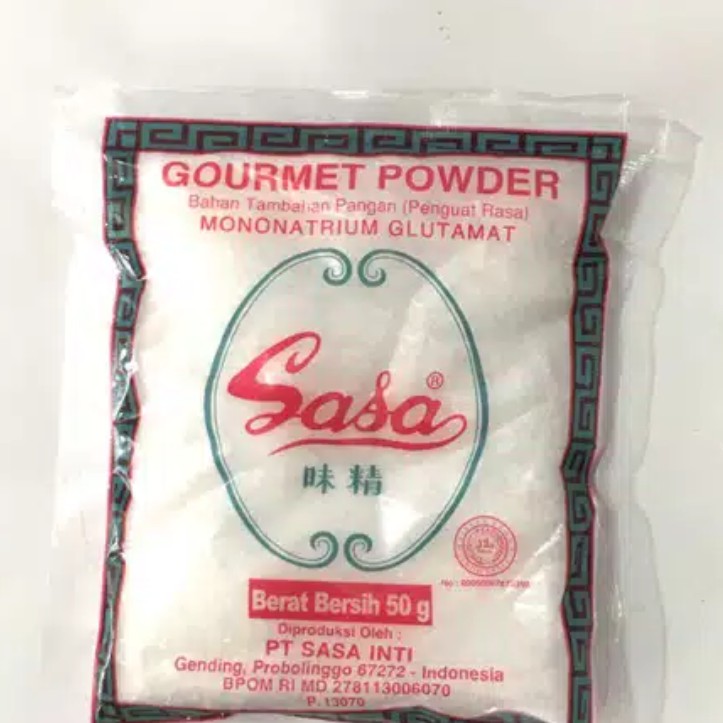 GOURMET POWDER
Bahan Tambahan Pangan (Penguat Rasa)
MONONATRIUM GLUTAMAT
Sasa®
味精
Berat Bersih 50 g
Diproduksi Oleh :
PT SASA INTI
Gending, Probolinggo 67272 - Indonesia
BPOM RI MD 278113006070
P.13070